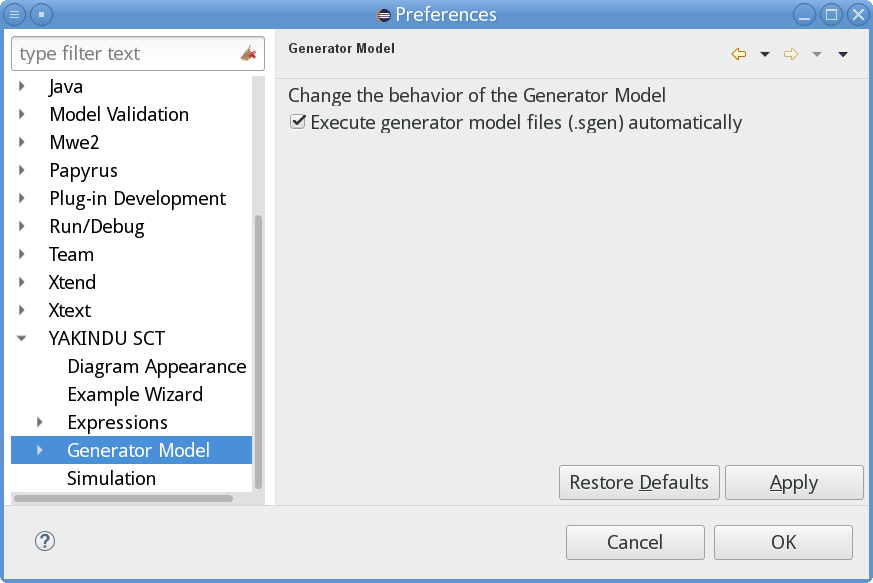 Preferences
type filter text
Java
Model Validation
Mwe2
Papyrus
Plug-in Development
Run/Debug
Team
Xtend
Xtext
YAKINDU SCT
Diagram Appearance
Example Wizard
Expressions
Generator Model
Simulation
Generator Model
Change the behavior of the Generator Model
Execute generator model files (.sgen) automatically
Restore Defaults
Apply
?
Cancel
OK